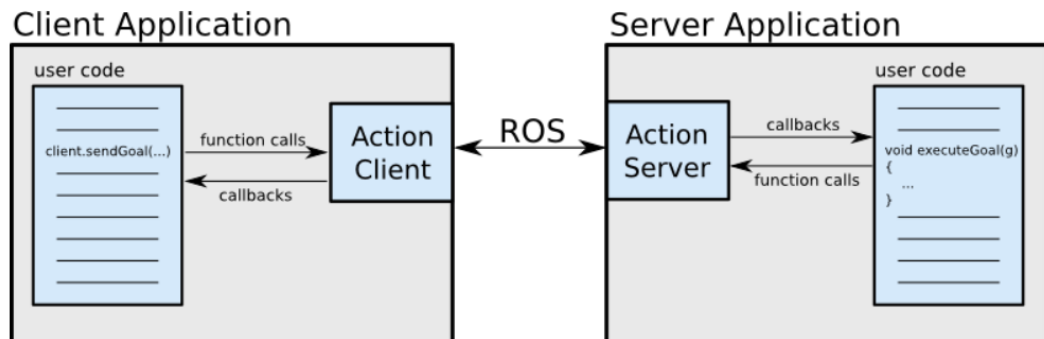 Client Application
user code
client.sendGoal(...)
function calls
callbacks
Action
Client
ROS
Server Application
Action
Server
callbacks
function calls
user code
void executeGoal(g)
{
...
}